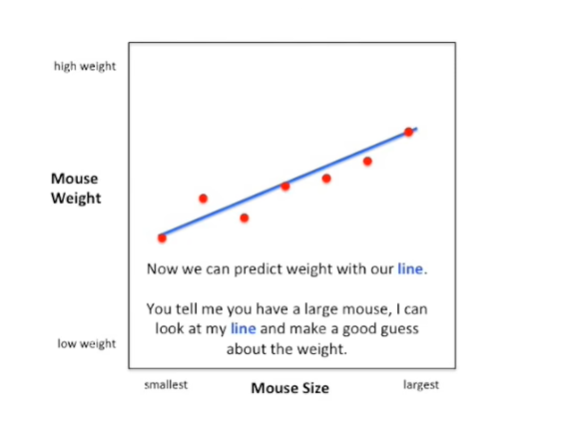 high weight
Mouse
Weight
Now we can predict weight with our line.
You tell me you have a large mouse, I can
look at my line and make a good guess
about the weight.
low weight
smallest
Mouse Size
largest